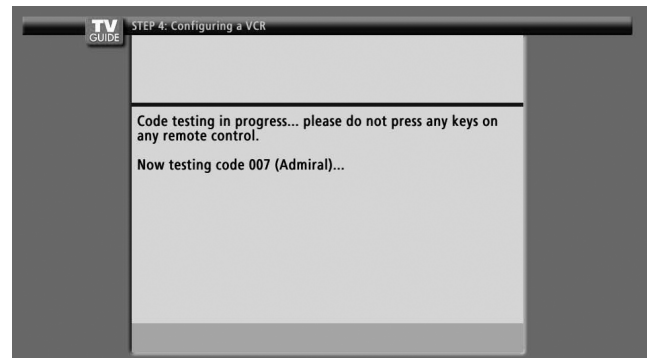 TV
GUIDE
STEP 4: Configuring a VCR
Code testing in progress... please do not press any keys on
any remote control.
Now testing code 007 (Admiral)...